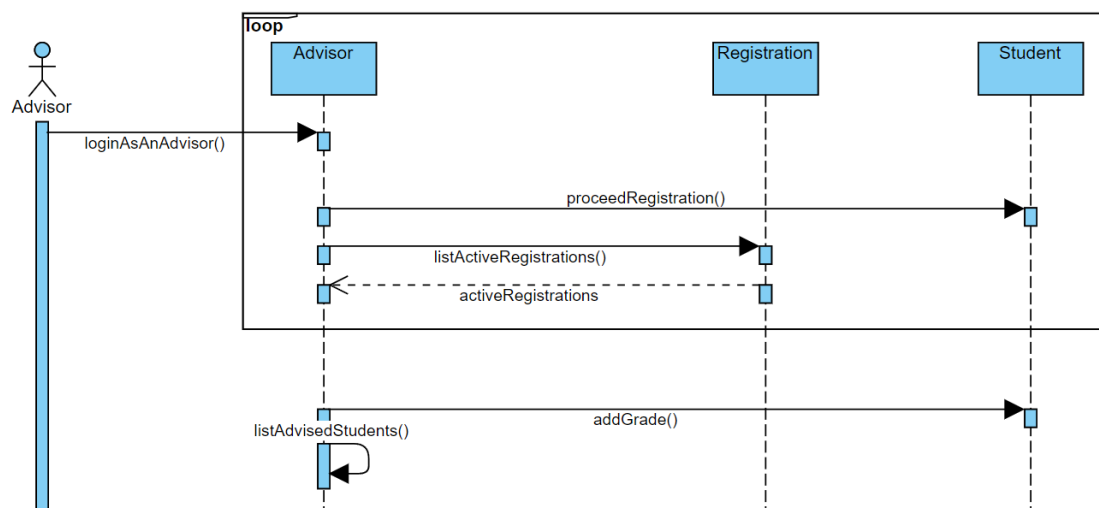 loop
Advisor
Registration
Student
Advisor
loginAsAnAdvisor()
proceedRegistration()
listActiveRegistrations()
activeRegistrations
addGrade()
listAdvisedStudents()